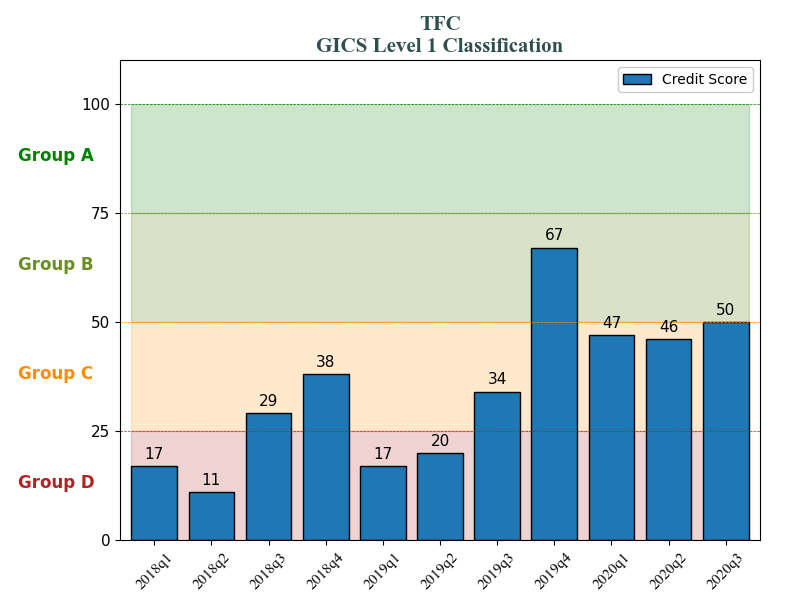 TFC
GICS Level 1 Classification
Credit Score
100
Group A
75
Group B
67
50
50
47
46
Group C
38
34
29
25
20
17
11
17
Group D
0
2018q1 2018q2 2018q3 2018q4 2019q1 2019q2 2019q3 2019q4 2020q1 2020q2 2020q3